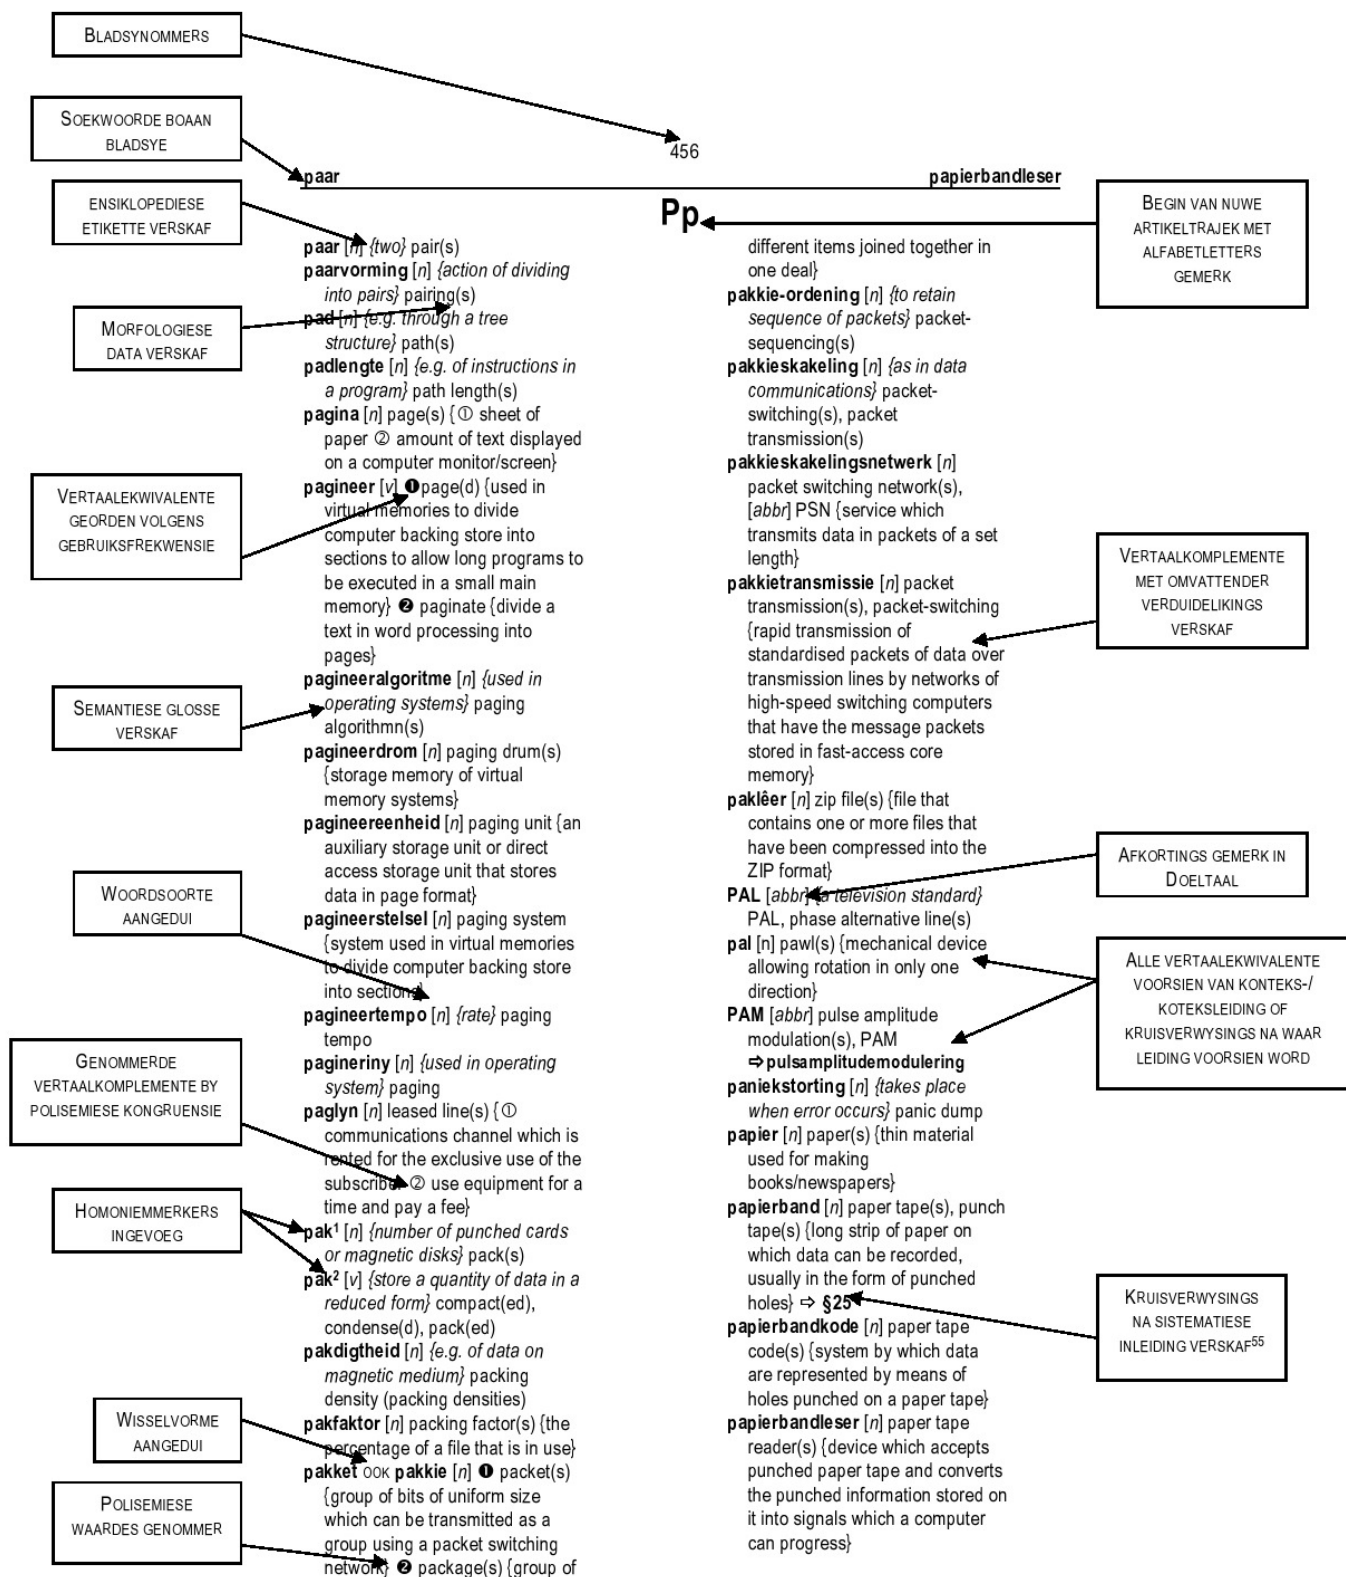 BLADSYNOMMERS
SOEKWOORDE BOAAN
BLADSYE
ENSIKLOPEDIESE
ETIKETTE VERSKAF
MORFOLOGIESE
DATA VERSKAF
VERTAALEKWIVALENTE
GEORDEN VOLGENS
GEBRUIKSFREKWENSIE
SEMANTIESE GLOSSE
VERSKAF
WOORDSOORTE
AANGEDUI
GENOMMERDE
VERTAALKOMPLEMENTE BY
POLISEMIESE KONGRUENSIE
HOMONIEMMERKERS
INGEVOEG
WISSELVORME
AANGEDUI
POLISEMIESE
WAARDES GENOMMER
456
paar papierbandleser
Pp
paar [n] {two} pair(s)
paarvorming [n] {action of dividing
into pairs} pairing(s)
pad [n] {e.g. through a tree
structure} path(s)
padlengte [n] {e.g. of instructions in
a program} path length(s)
pagina [n] page(s) {① sheet of
paper ② amount of text displayed
on a computer monitor/screen}
pagineer [v] ❶ page(d) {used in
virtual memories to divide
computer backing store into
sections to allow long programs to
be executed in a small main
memory} ❷ paginate {divide a
text in word processing into
pages}
pagineeralgoritme [n] {used in
operating systems} paging
algorithmn(s)
pagineerdrom [n] paging drum(s)
{storage memory of virtual
memory systems}
pagineereenheid [n] paging unit {an
auxiliary storage unit or direct
access storage unit that stores
data in page format}
pagineerstelsel [n] paging system
{system used in virtual memories
to divide computer backing store
into sections}
pagineertempo [n] {rate} paging
tempo
pagineriny [n] {used in operating
system} paging
paglyn [n] leased line(s) {①
communications channel which is
rented for the exclusive use of the
subscriber ② use equipment for a
time and pay a fee}
pak¹ [n] {number of punched cards
or magnetic disks} pack(s)
pak² [v] {store a quantity of data in a
reduced form} compact(ed),
condense(d), pack(ed)
pakdigtheid [n] {e.g. of data on
magnetic medium} packing
density (packing densities)
pakfaktor [n] packing factor(s) {the
percentage of a file that is in use}
pakket OOK pakkie [n] ❶ packet(s)
{group of bits of uniform size
which can be transmitted as a
group using a packet switching
network} ❷ package(s) {group of
different items joined together in
one deal}
pakkie-ordening [n] {to retain
sequence of packets} packet-
sequencing(s)
pakkieskakeling [n] {as in data
communications} packet-
switching(s), packet
transmission(s)
pakkieskakelingsnetwerk [n]
packet switching network(s),
[abbr] PSN {service which
transmits data in packets of a set
length}
pakkietransmissie [n] packet
transmission(s), packet-switching
{rapid transmission of
standardised packets of data over
transmission lines by networks of
high-speed switching computers
that have the message packets
stored in fast-access core
memory}
paklêer [n] zip file(s) {file that
contains one or more files that
have been compressed into the
ZIP format}
PAL [abbr] {a television standard}
PAL, phase alternative line(s)
pal [n] pawl(s) {mechanical device
allowing rotation in only one
direction}
PAM [abbr] pulse amplitude
modulation(s), PAM
⇨pulsamplitudemodulering
paniekstorting [n] {takes place
when error occurs} panic dump
papier [n] paper(s) {thin material
used for making
books/newspapers}
papierband [n] paper tape(s), punch
tape(s) {long strip of paper on
which data can be recorded,
usually in the form of punched
holes} ⇨ §25
papierbandkode [n] paper tape
code(s) {system by which data
are represented by means of
holes punched on a paper tape}
papierbandleser [n] paper tape
reader(s) {device which accepts
punched paper tape and converts
the punched information stored on
it into signals which a computer
can progress}
BEGIN VAN NUWE
ARTIKELTRAJEK MET
ALFABETLETTERS
GEMERK
VERTAALKOMPLEMENTE
MET OMVATTENDER
VERDUIDELIKINGS
VERSKAF
AFKORTINGS GEMERK IN
DOELTAAL
ALLE VERTAALEKWIVALENTE
VOORSIEN VAN KONTEKS-/
KOTEKSLEIDING OF
KRUISVERWYSINGS NA WAAR
LEIDING VOORSIEN WORD
KRUISVERWYSINGS
NA SISTEMATIESE
INLEIDING VERSKAF⁵⁵